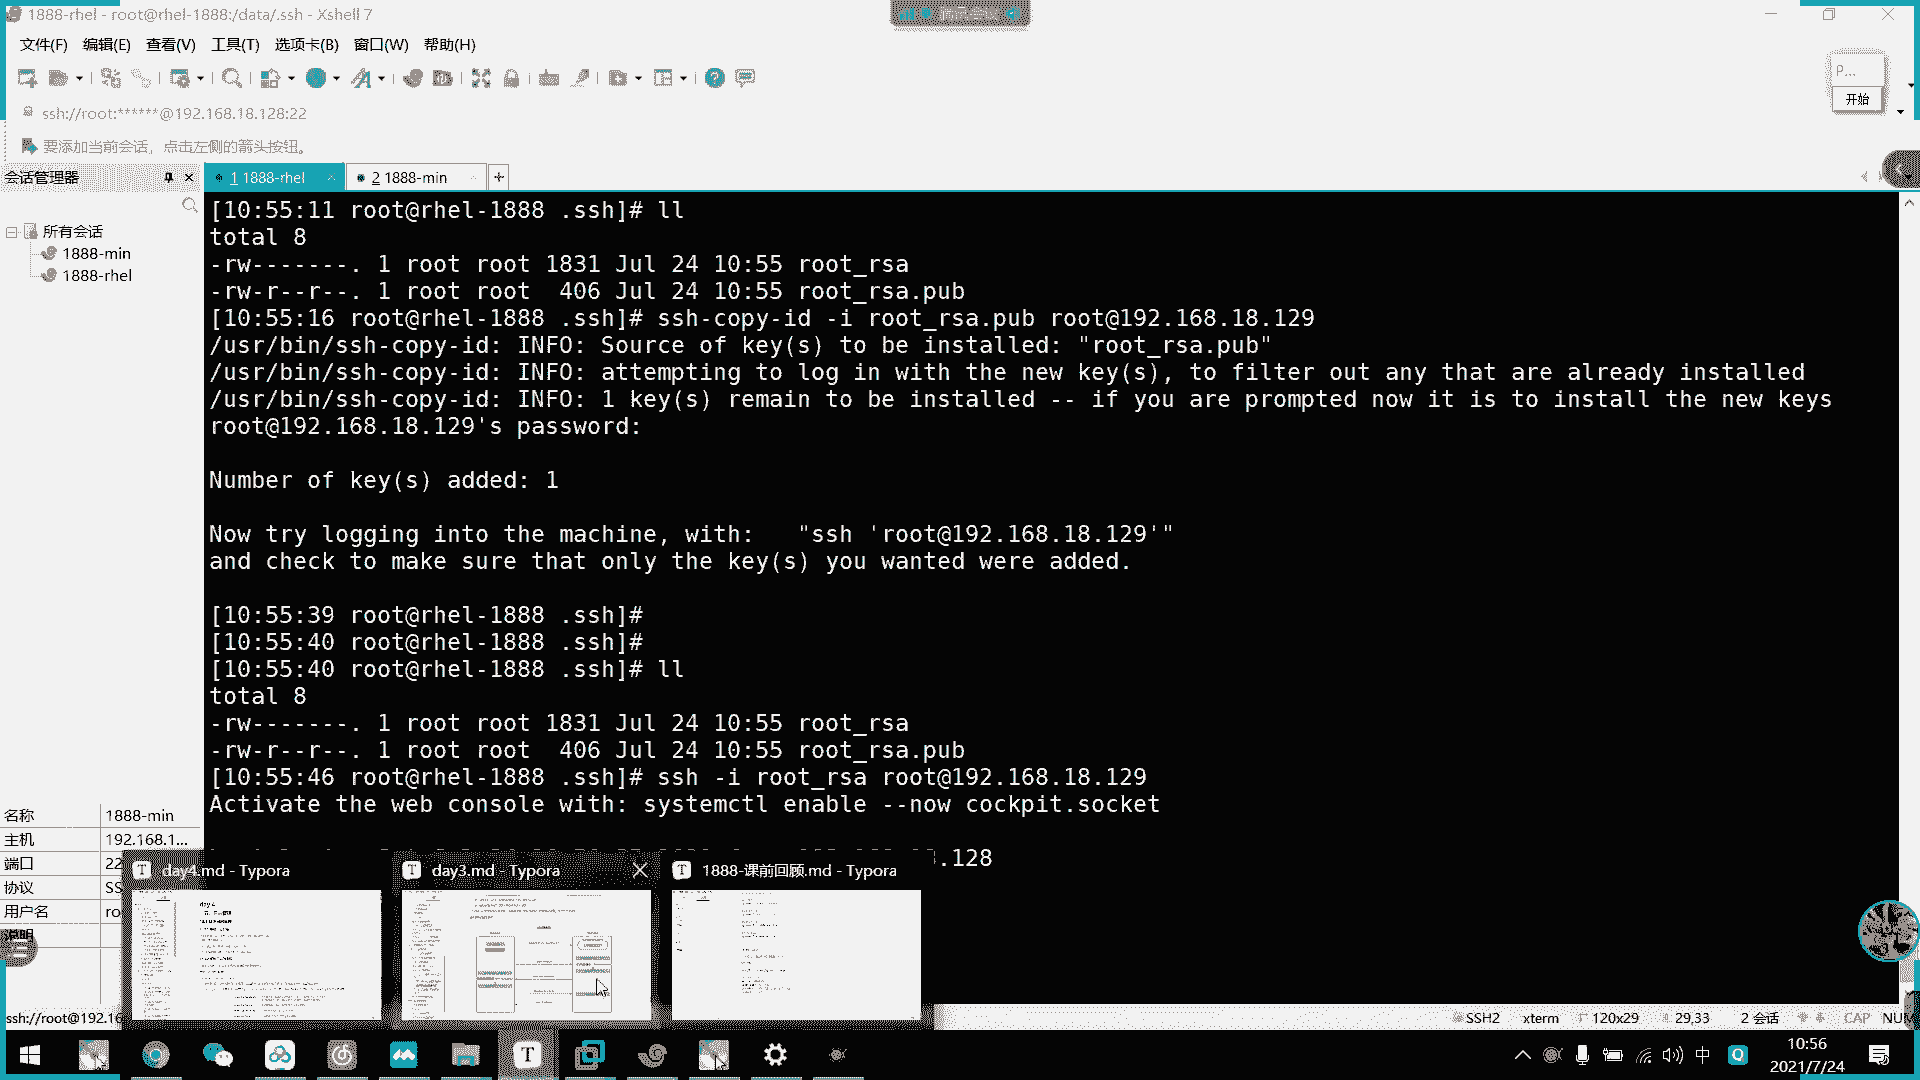 1888-rhel - root@rhel-1888:/data/.ssh - Xshell 7
文件(F) 编辑(E) 查看(V) 工具(T) 选项卡(B) 窗口(W) 帮助(H)
P...
开始
ssh://root:******@192.168.18.128:22
要添加当前会话，点击左侧的箭头按钮。
会话管理器
1 1888-rhel
2 1888-min
所有会话
1888-min
1888-rhel
[10:55:11 root@rhel-1888 .ssh]# ll
total 8
-rw-------. 1 root root 1831 Jul 24 10:55 root_rsa
-rw-r--r--. 1 root root  406 Jul 24 10:55 root_rsa.pub
[10:55:16 root@rhel-1888 .ssh]# ssh-copy-id -i root_rsa.pub root@192.168.18.129
/usr/bin/ssh-copy-id: INFO: Source of key(s) to be installed: "root_rsa.pub"
/usr/bin/ssh-copy-id: INFO: attempting to log in with the new key(s), to filter out any that are already installed
/usr/bin/ssh-copy-id: INFO: 1 key(s) remain to be installed -- if you are prompted now it is to install the new keys
root@192.168.18.129's password:
Number of key(s) added: 1
Now try logging into the machine, with:   "ssh 'root@192.168.18.129'"
and check to make sure that only the key(s) you wanted were added.
[10:55:39 root@rhel-1888 .ssh]#
[10:55:40 root@rhel-1888 .ssh]#
[10:55:40 root@rhel-1888 .ssh]# ll
total 8
-rw-------. 1 root root 1831 Jul 24 10:55 root_rsa
-rw-r--r--. 1 root root  406 Jul 24 10:55 root_rsa.pub
[10:55:46 root@rhel-1888 .ssh]# ssh -i root_rsa root@192.168.18.129
Activate the web console with: systemctl enable --now cockpit.socket
.128
名称 1888-min
主机 192.168.1...
端口 22
协议 SS
用户名 ro
说明
day4.md - Typora
day3.md - Typora
1888-课前回顾.md - Typora
day 4
ssh://root@192.16
SSH2 xterm 120x29 29,33 2 会话 CAP NUM
中
10:56
2021/7/24